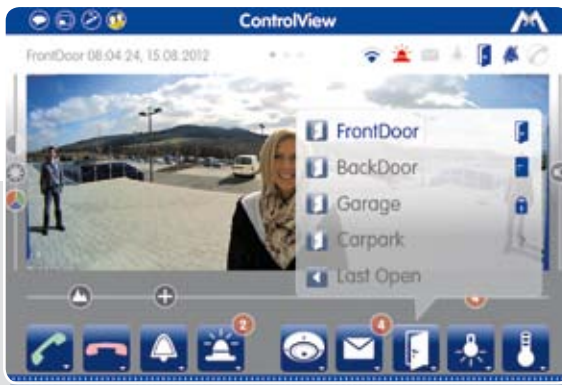 ControlView
FrontDoor 08:04:24, 15.08.2012
FrontDoor
BackDoor
Garage
Carpark
Last Open
2
4